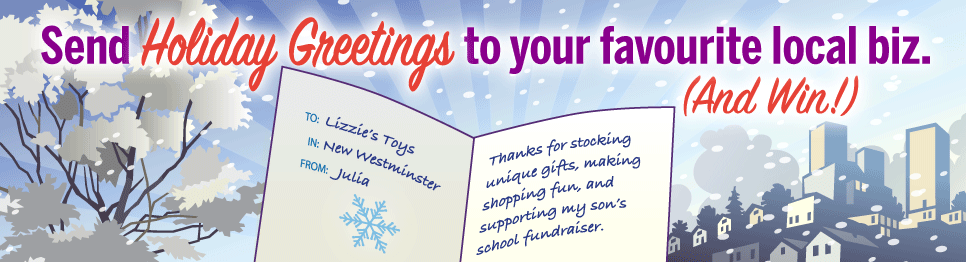 Send Holiday Greetings to your favourite local biz.
(And Win!)
TO: Lizzie's Toys
IN: New Westminster
FROM: Julia
Thanks for stocking
unique gifts, making
shopping fun, and
supporting my son's
school fundraiser.